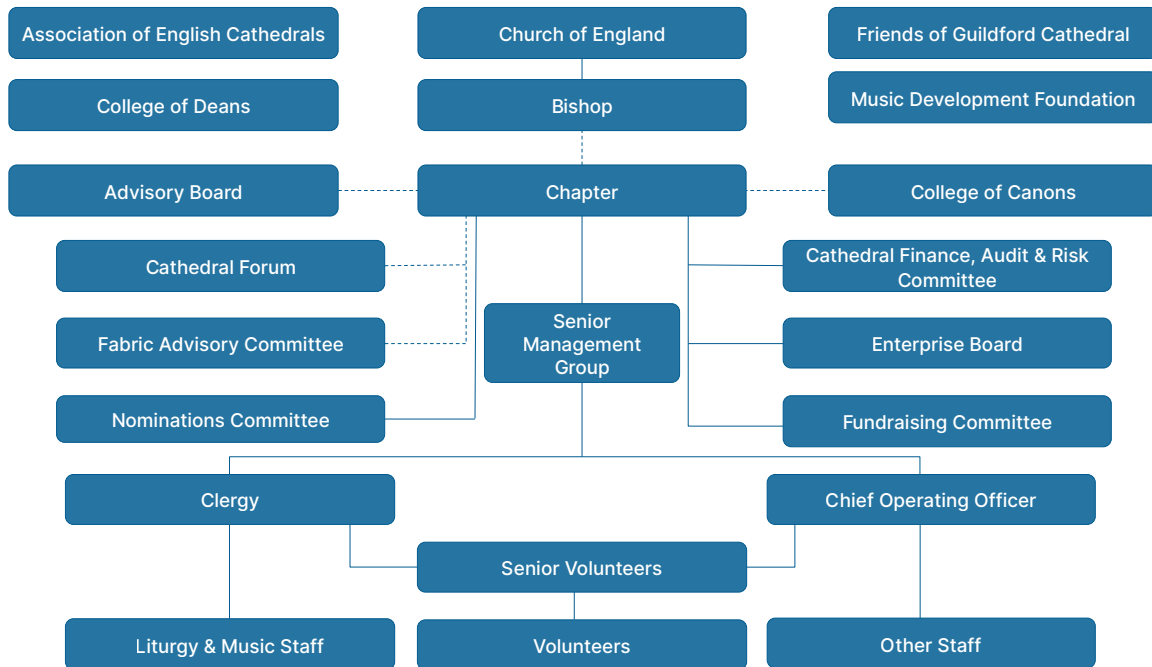 Association of English Cathedrals
Church of England
Friends of Guildford Cathedral
College of Deans
Bishop
Music Development Foundation
Advisory Board
Chapter
College of Canons
Cathedral Forum
Cathedral Finance, Audit & Risk
Committee
Senior
Management
Group
Fabric Advisory Committee
Enterprise Board
Nominations Committee
Fundraising Committee
Clergy
Chief Operating Officer
Senior Volunteers
Liturgy & Music Staff
Volunteers
Other Staff